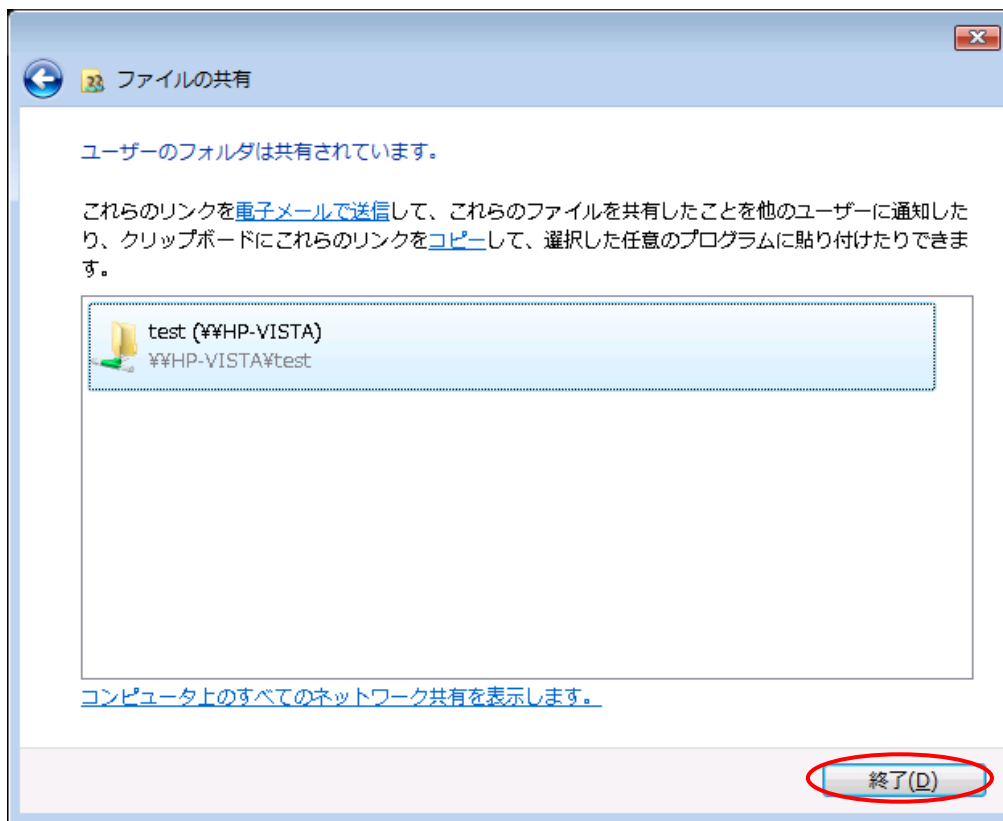 ファイルの共有
ユーザーのフォルダは共有されています。
これらのリンクを電子メールで送信して、これらのファイルを共有したことを他のユーザーに通知した
り、クリップボードにこれらのリンクをコピーして、選択した任意のプログラムに貼り付けたりできま
す。
test (¥¥HP-VISTA)
¥¥HP-VISTA¥test
コンピュータ上のすべてのネットワーク共有を表示します。
終了(D)